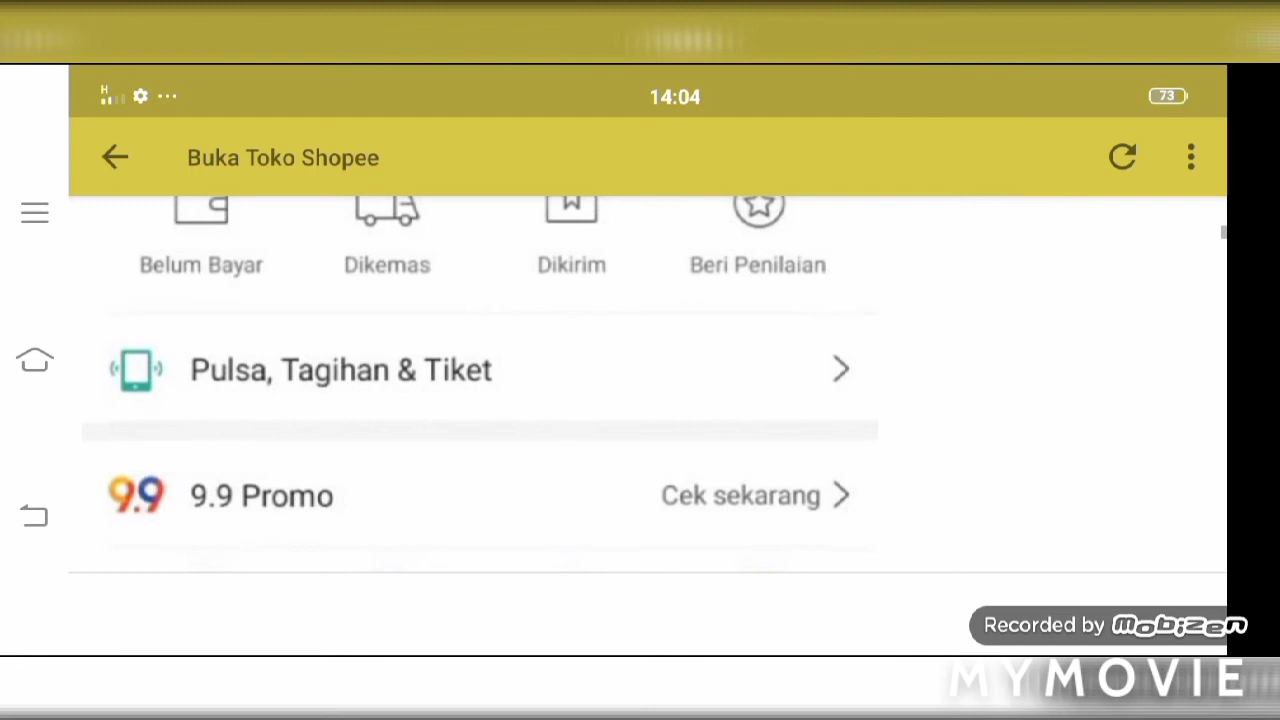 H 14:04 73
Buka Toko Shopee
Belum Bayar Dikemas Dikirim Beri Penilaian
Pulsa, Tagihan & Tiket
9.9 9.9 Promo Cek sekarang
Recorded by mobizen
MYMOVIE